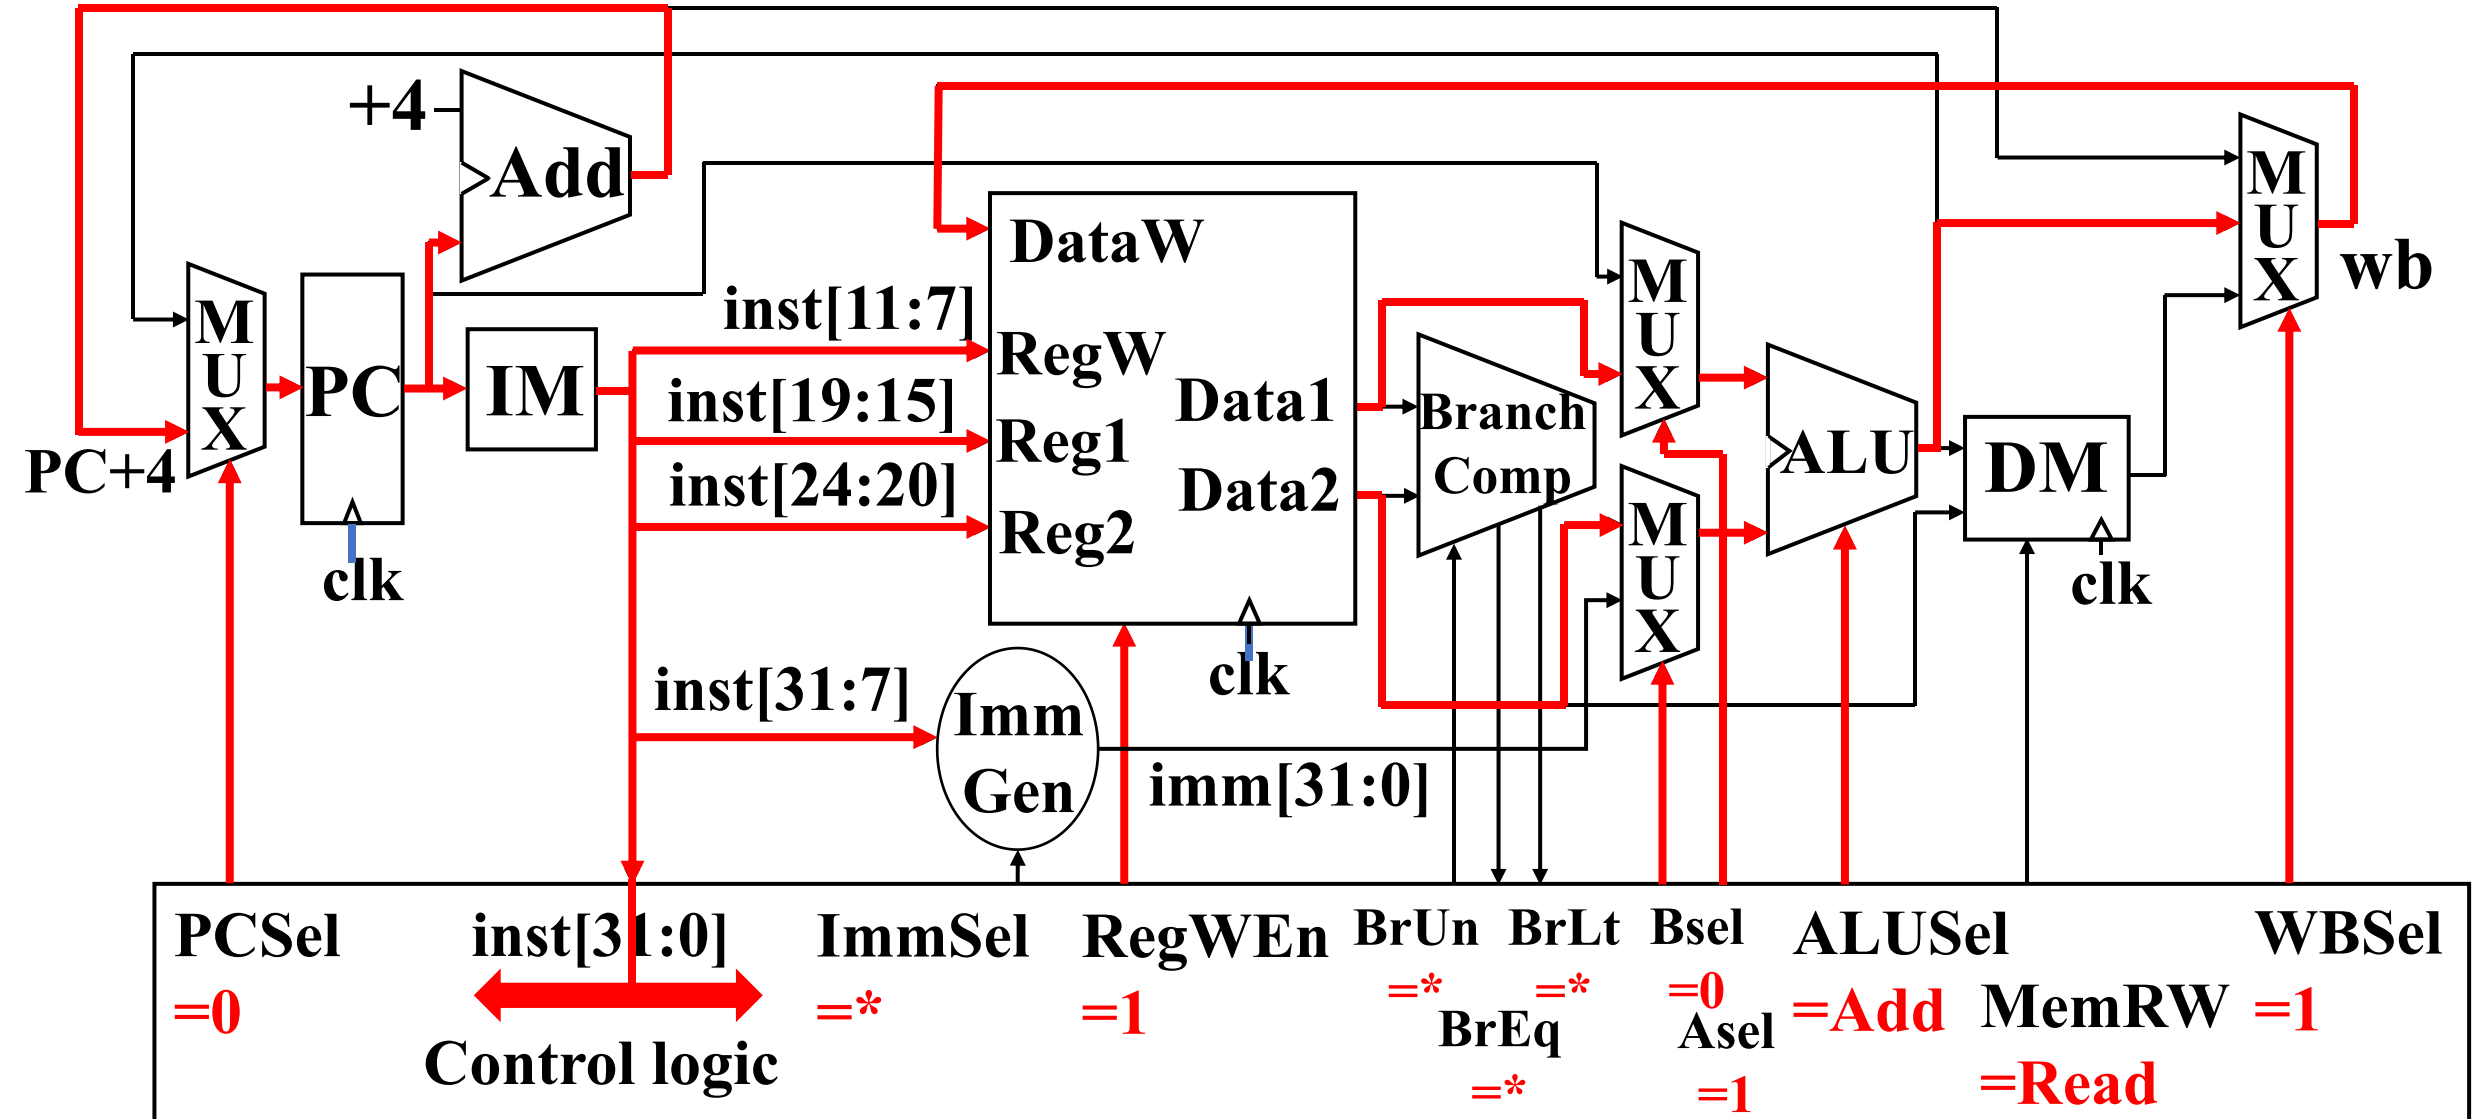 +4
Add
M
U
X
PC
clk
PC+4
IM
inst[11:7]
inst[19:15]
inst[24:20]
inst[31:7]
DataW
RegW
Reg1
Reg2
Data1
Data2
clk
Imm
Gen
imm[31:0]
Branch
Comp
M
U
X
M
U
X
ALU
DM
clk
M
U
X
wb
PCSel
=0
inst[31:0]
Control logic
ImmSel
=*
RegWEn
=1
BrUn
=*
BrLt
=*
BrEq
=*
Bsel
=0
Asel
=1
ALUSel
=Add
MemRW
=Read
WBSel
=1